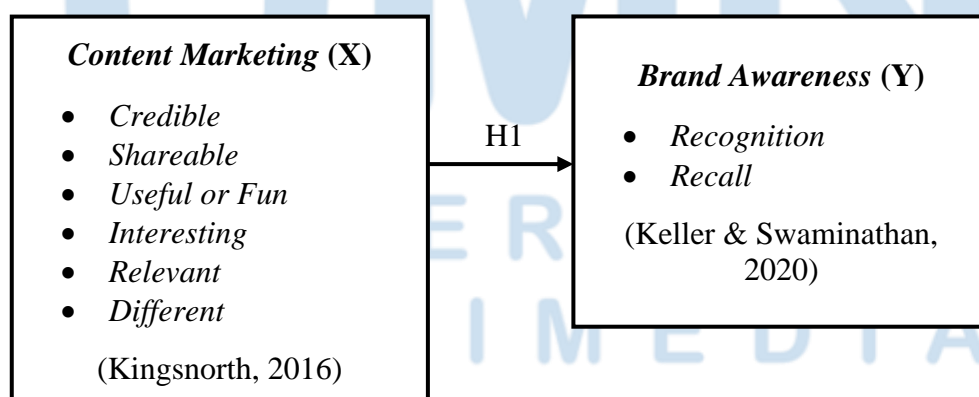 Content Marketing (X)
• Credible
• Shareable
• Useful or Fun
• Interesting
• Relevant
• Different
(Kingsnorth, 2016)
H1
Brand Awareness (Y)
• Recognition
• Recall
(Keller & Swaminathan,
2020)